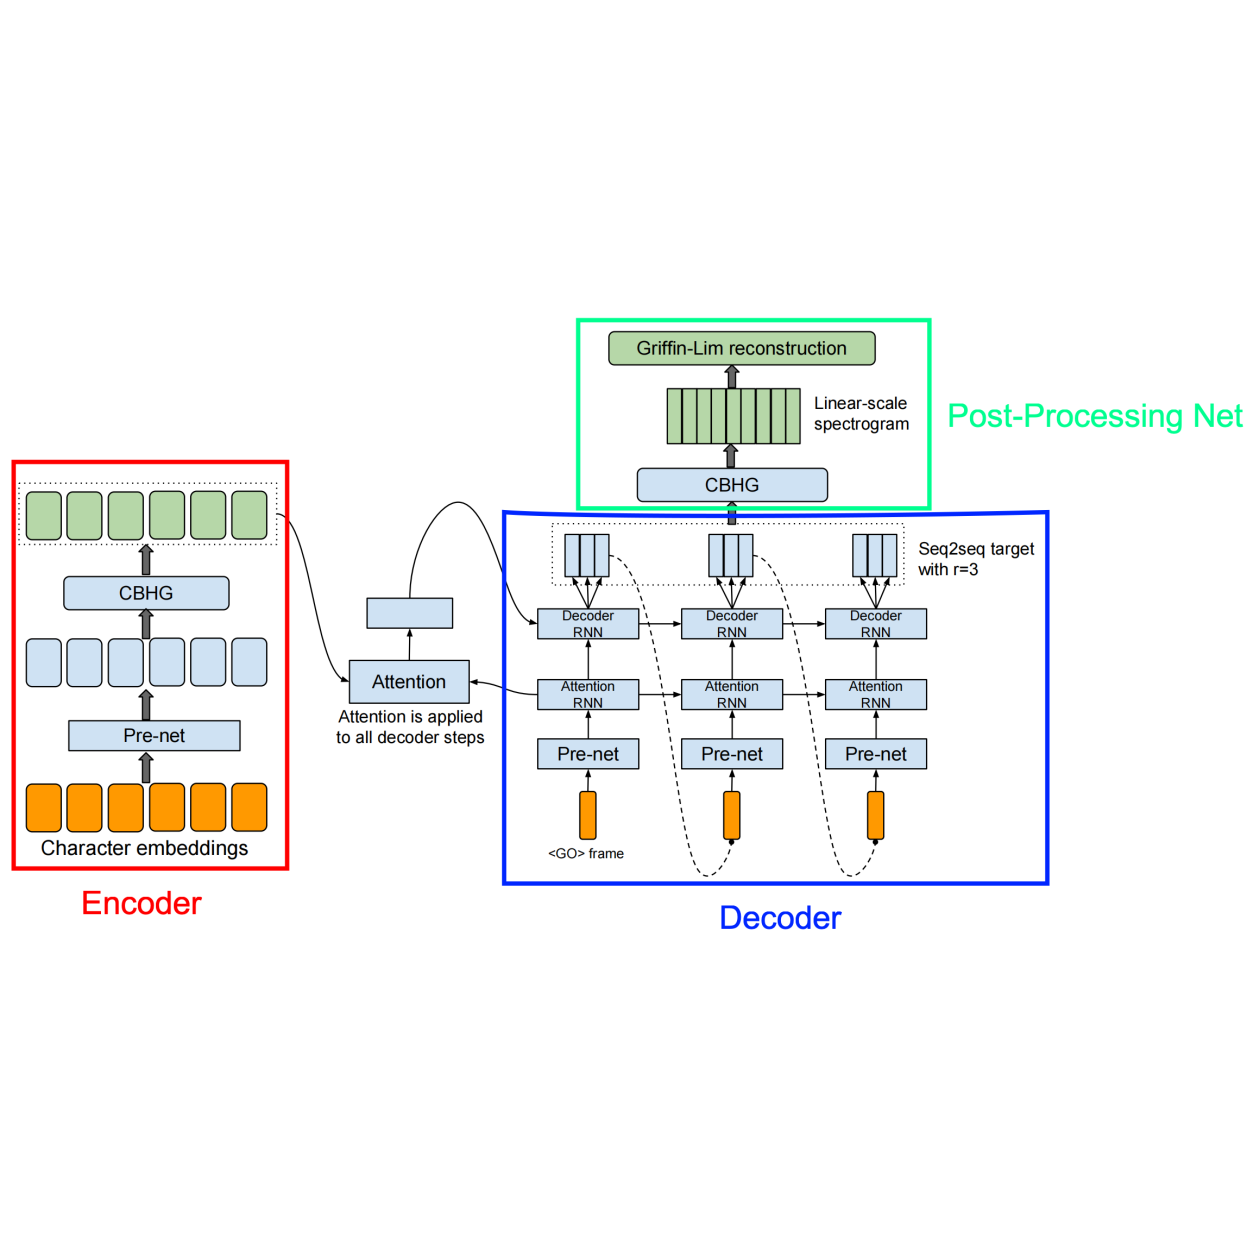 Griffin-Lim reconstruction
Linear-scale
spectrogram
Post-Processing Net
CBHG
CBHG
Pre-net
Character embeddings
Encoder
Attention
Attention is applied
to all decoder steps
Seq2seq target
with r=3
Decoder
RNN
Decoder
RNN
Decoder
RNN
Attention
RNN
Attention
RNN
Attention
RNN
Pre-net
Pre-net
Pre-net
<GO> frame
Decoder